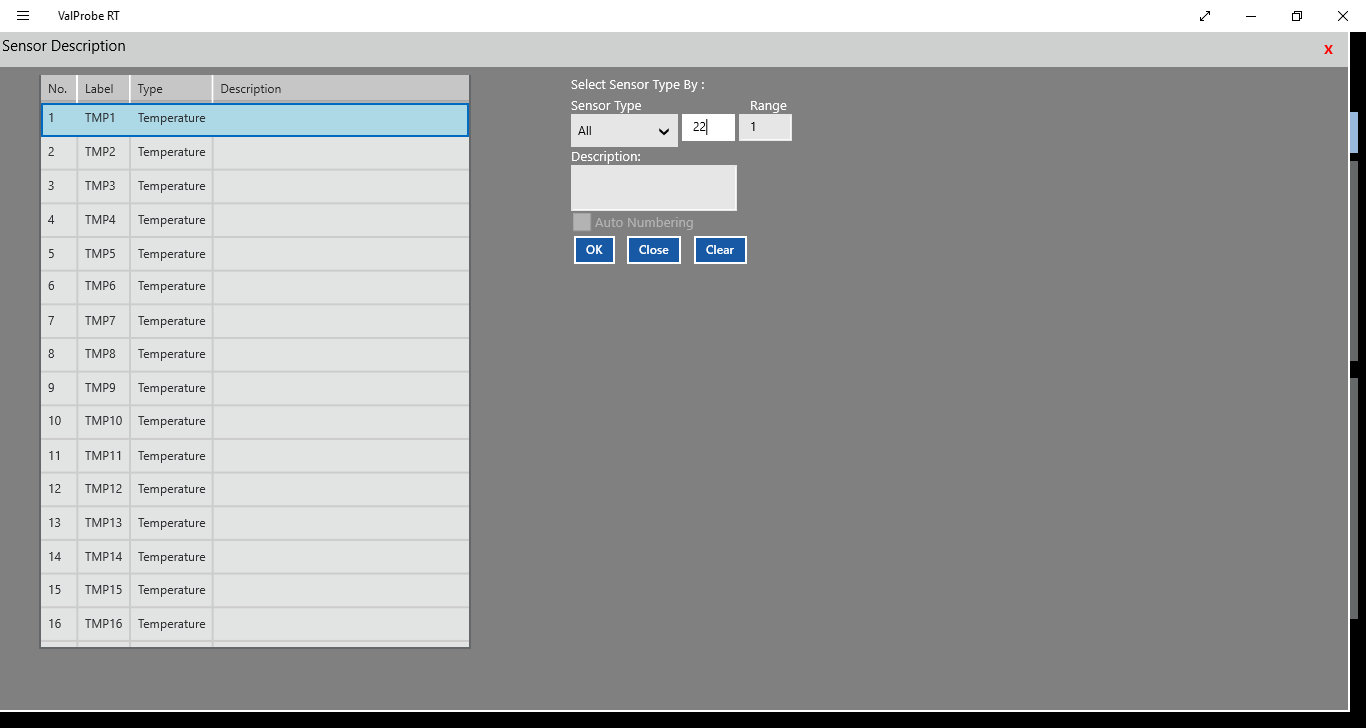 ValProbe RT
Sensor Description
X
No. Label Type Description
1 TMP1 Temperature
2 TMP2 Temperature
3 TMP3 Temperature
4 TMP4 Temperature
5 TMP5 Temperature
6 TMP6 Temperature
7 TMP7 Temperature
8 TMP8 Temperature
9 TMP9 Temperature
10 TMP10 Temperature
11 TMP11 Temperature
12 TMP12 Temperature
13 TMP13 Temperature
14 TMP14 Temperature
15 TMP15 Temperature
16 TMP16 Temperature
Select Sensor Type By :
Sensor Type Range
All 22 1
Description:
Auto Numbering
OK Close Clear